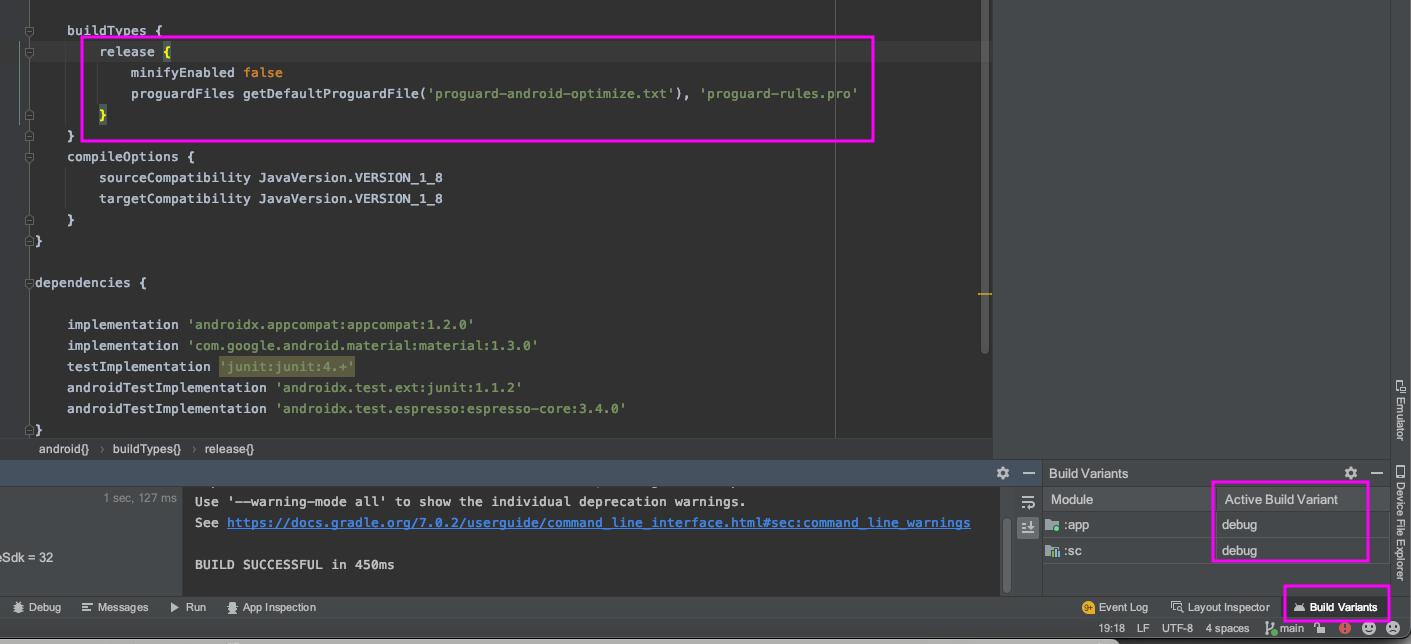 buildTypes {
release {
minifyEnabled false
proguardFiles getDefaultProguardFile('proguard-android-optimize.txt'), 'proguard-rules.pro'
}
}
compileOptions {
sourceCompatibility JavaVersion.VERSION_1_8
targetCompatibility JavaVersion.VERSION_1_8
}
}
dependencies {
implementation 'androidx.appcompat:appcompat:1.2.0'
implementation 'com.google.android.material:material:1.3.0'
testImplementation 'junit:junit:4.+'
androidTestImplementation 'androidx.test.ext:junit:1.1.2'
androidTestImplementation 'androidx.test.espresso:espresso-core:3.4.0'
}
android{} › buildTypes{} › release{}
Emulator
Device File Explorer
1 sec, 127 ms
eSdk = 32
Use '--warning-mode all' to show the individual deprecation warnings.
See https://docs.gradle.org/7.0.2/userguide/command_line_interface.html#sec:command_line_warnings
BUILD SUCCESSFUL in 450ms
Build Variants
Module Active Build Variant
:app debug
:sc debug
Debug Messages Run App Inspection 9+ Event Log Layout Inspector Build Variants
19:18 LF UTF-8 4 spaces main